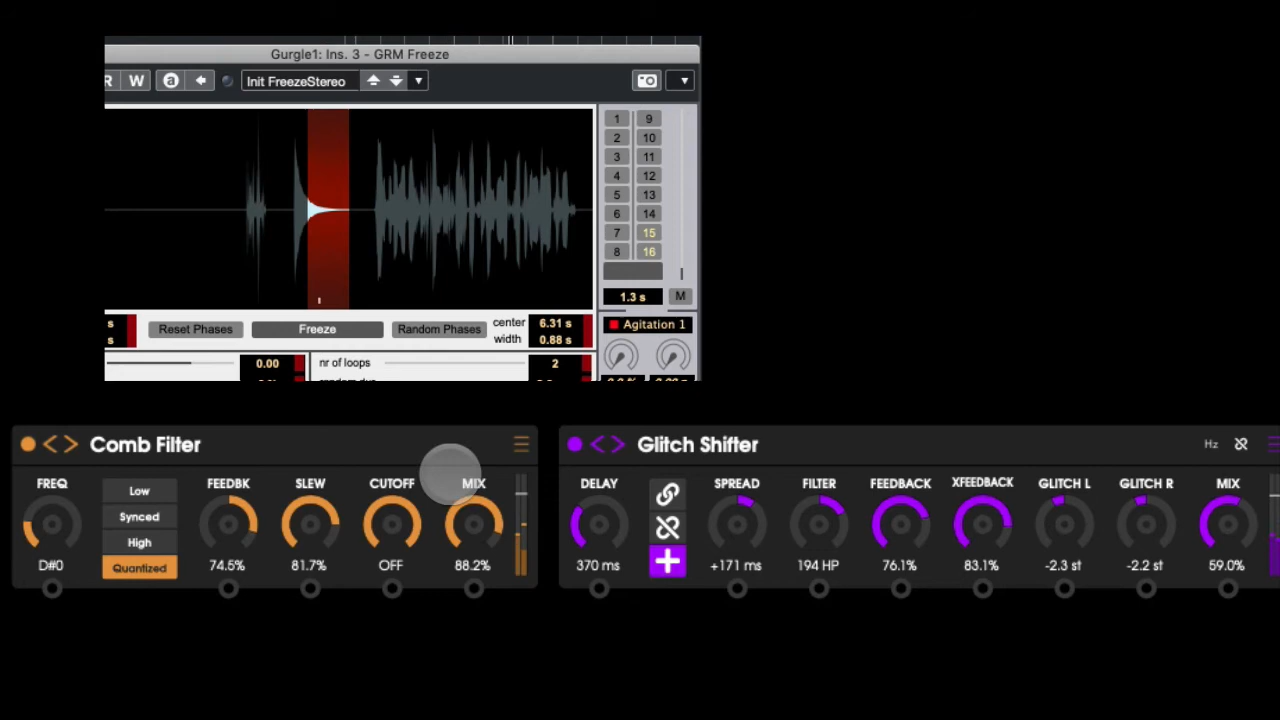 Gurgle1: Ins. 3 - GRM Freeze
R W a Init FreezeStereo
1 9
2 10
3 11
4 12
5 13
6 14
7 15
8 16
1.3 s M
s Reset Phases Freeze Random Phases center 6.31 s
s width 0.88 s
Agitation 1
0.00 nr of loops 2
Comb Filter
FREQ FEEDBK SLEW CUTOFF MIX
Low
Synced
High
Quantized
D#0 74.5% 81.7% OFF 88.2%
Glitch Shifter Hz
DELAY SPREAD FILTER FEEDBACK XFEEDBACK GLITCH L GLITCH R MIX
370 ms +171 ms 194 HP 76.1% 83.1% -2.3 st -2.2 st 59.0%